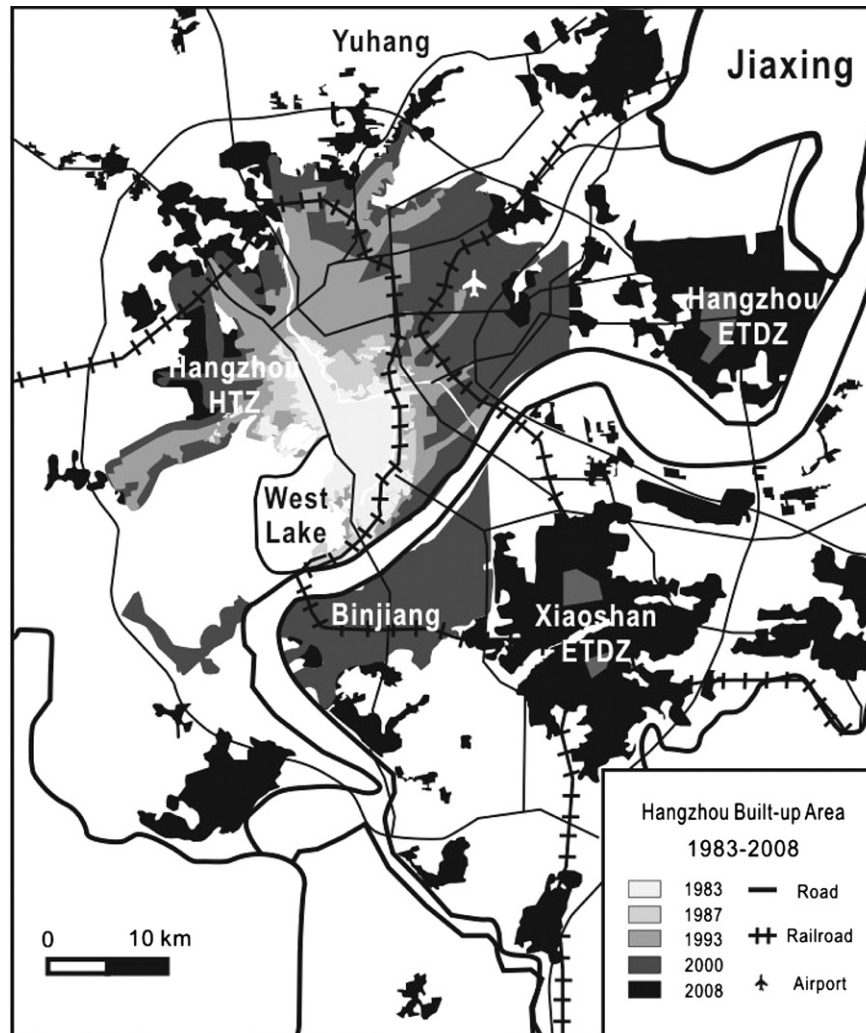 Yuhang
Jiaxing
Hangzhou
ETDZ
Hangzhou
HTZ
West
Lake
Binjiang
Xiaoshan
ETDZ
Hangzhou Built-up Area
1983-2008
1983
Road
1987
1993
Railroad
2000
2008
Airport
0
10 km